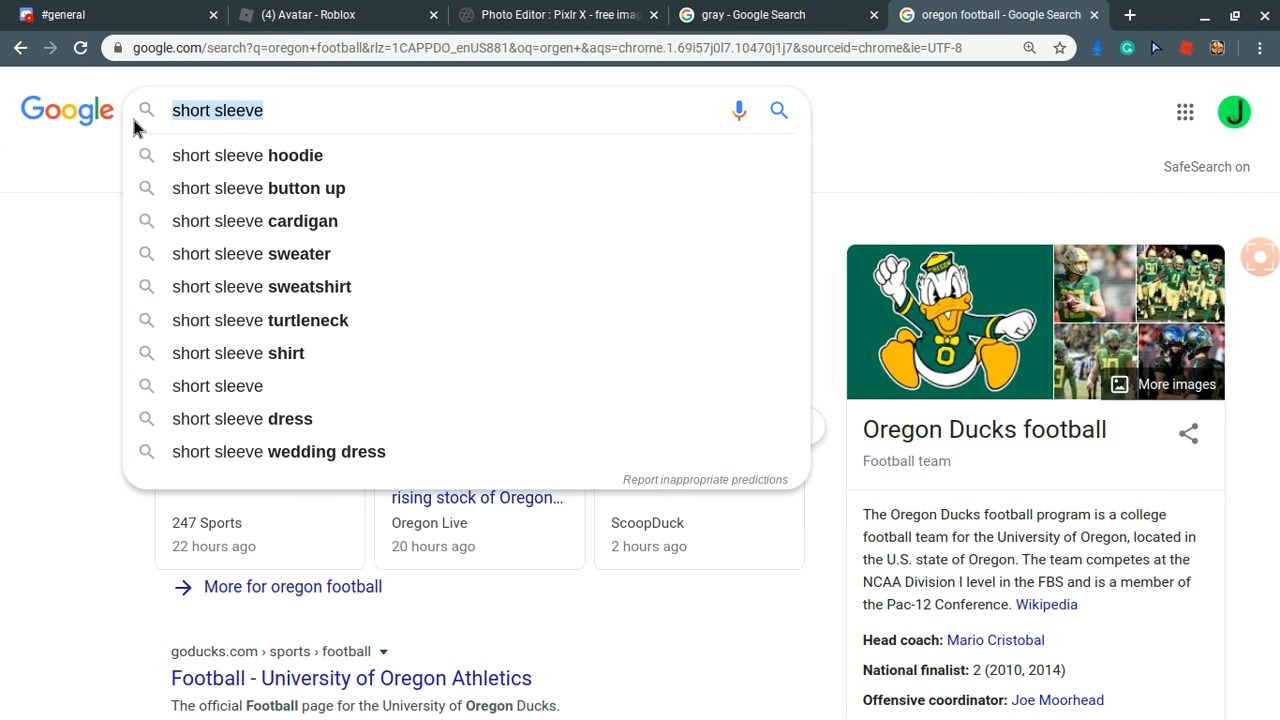 #general
(4) Avatar - Roblox
Photo Editor : Pixlr X - free imag
gray - Google Search
oregon football - Google Search
google.com/search?q=oregon+football&rlz=1CAPPDO_enUS881&oq=orgen+&aqs=chrome.1.69i57j0l7.10470j1j7&sourceid=chrome&ie=UTF-8
Google
short sleeve
J
SafeSearch on
short sleeve hoodie
short sleeve button up
short sleeve cardigan
short sleeve sweater
short sleeve sweatshirt
short sleeve turtleneck
short sleeve shirt
short sleeve
short sleeve dress
short sleeve wedding dress
Report inappropriate predictions
rising stock of Oregon...
247 Sports
Oregon Live
ScoopDuck
22 hours ago
20 hours ago
2 hours ago
More for oregon football
goducks.com › sports › football
Football - University of Oregon Athletics
The official Football page for the University of Oregon Ducks.
OREGON
O
More images
Oregon Ducks football
Football team
The Oregon Ducks football program is a college
football team for the University of Oregon, located in
the U.S. state of Oregon. The team competes at the
NCAA Division I level in the FBS and is a member of
the Pac-12 Conference. Wikipedia
Head coach: Mario Cristobal
National finalist: 2 (2010, 2014)
Offensive coordinator: Joe Moorhead